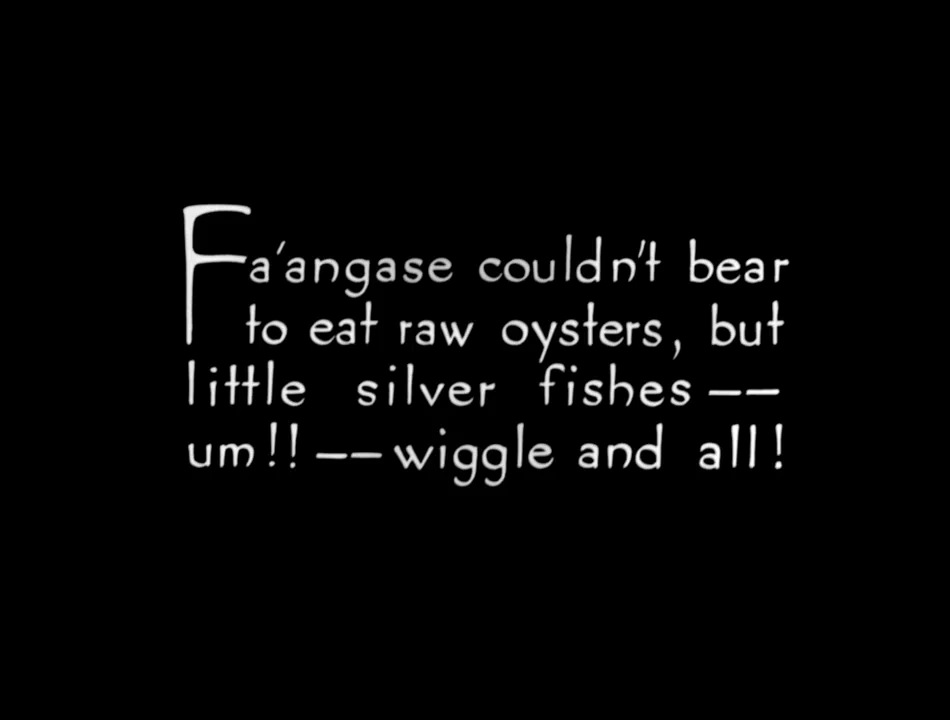 Fa'angase couldn't bear
to eat raw oysters, but
little silver fishes --
um!! -- wiggle and all!